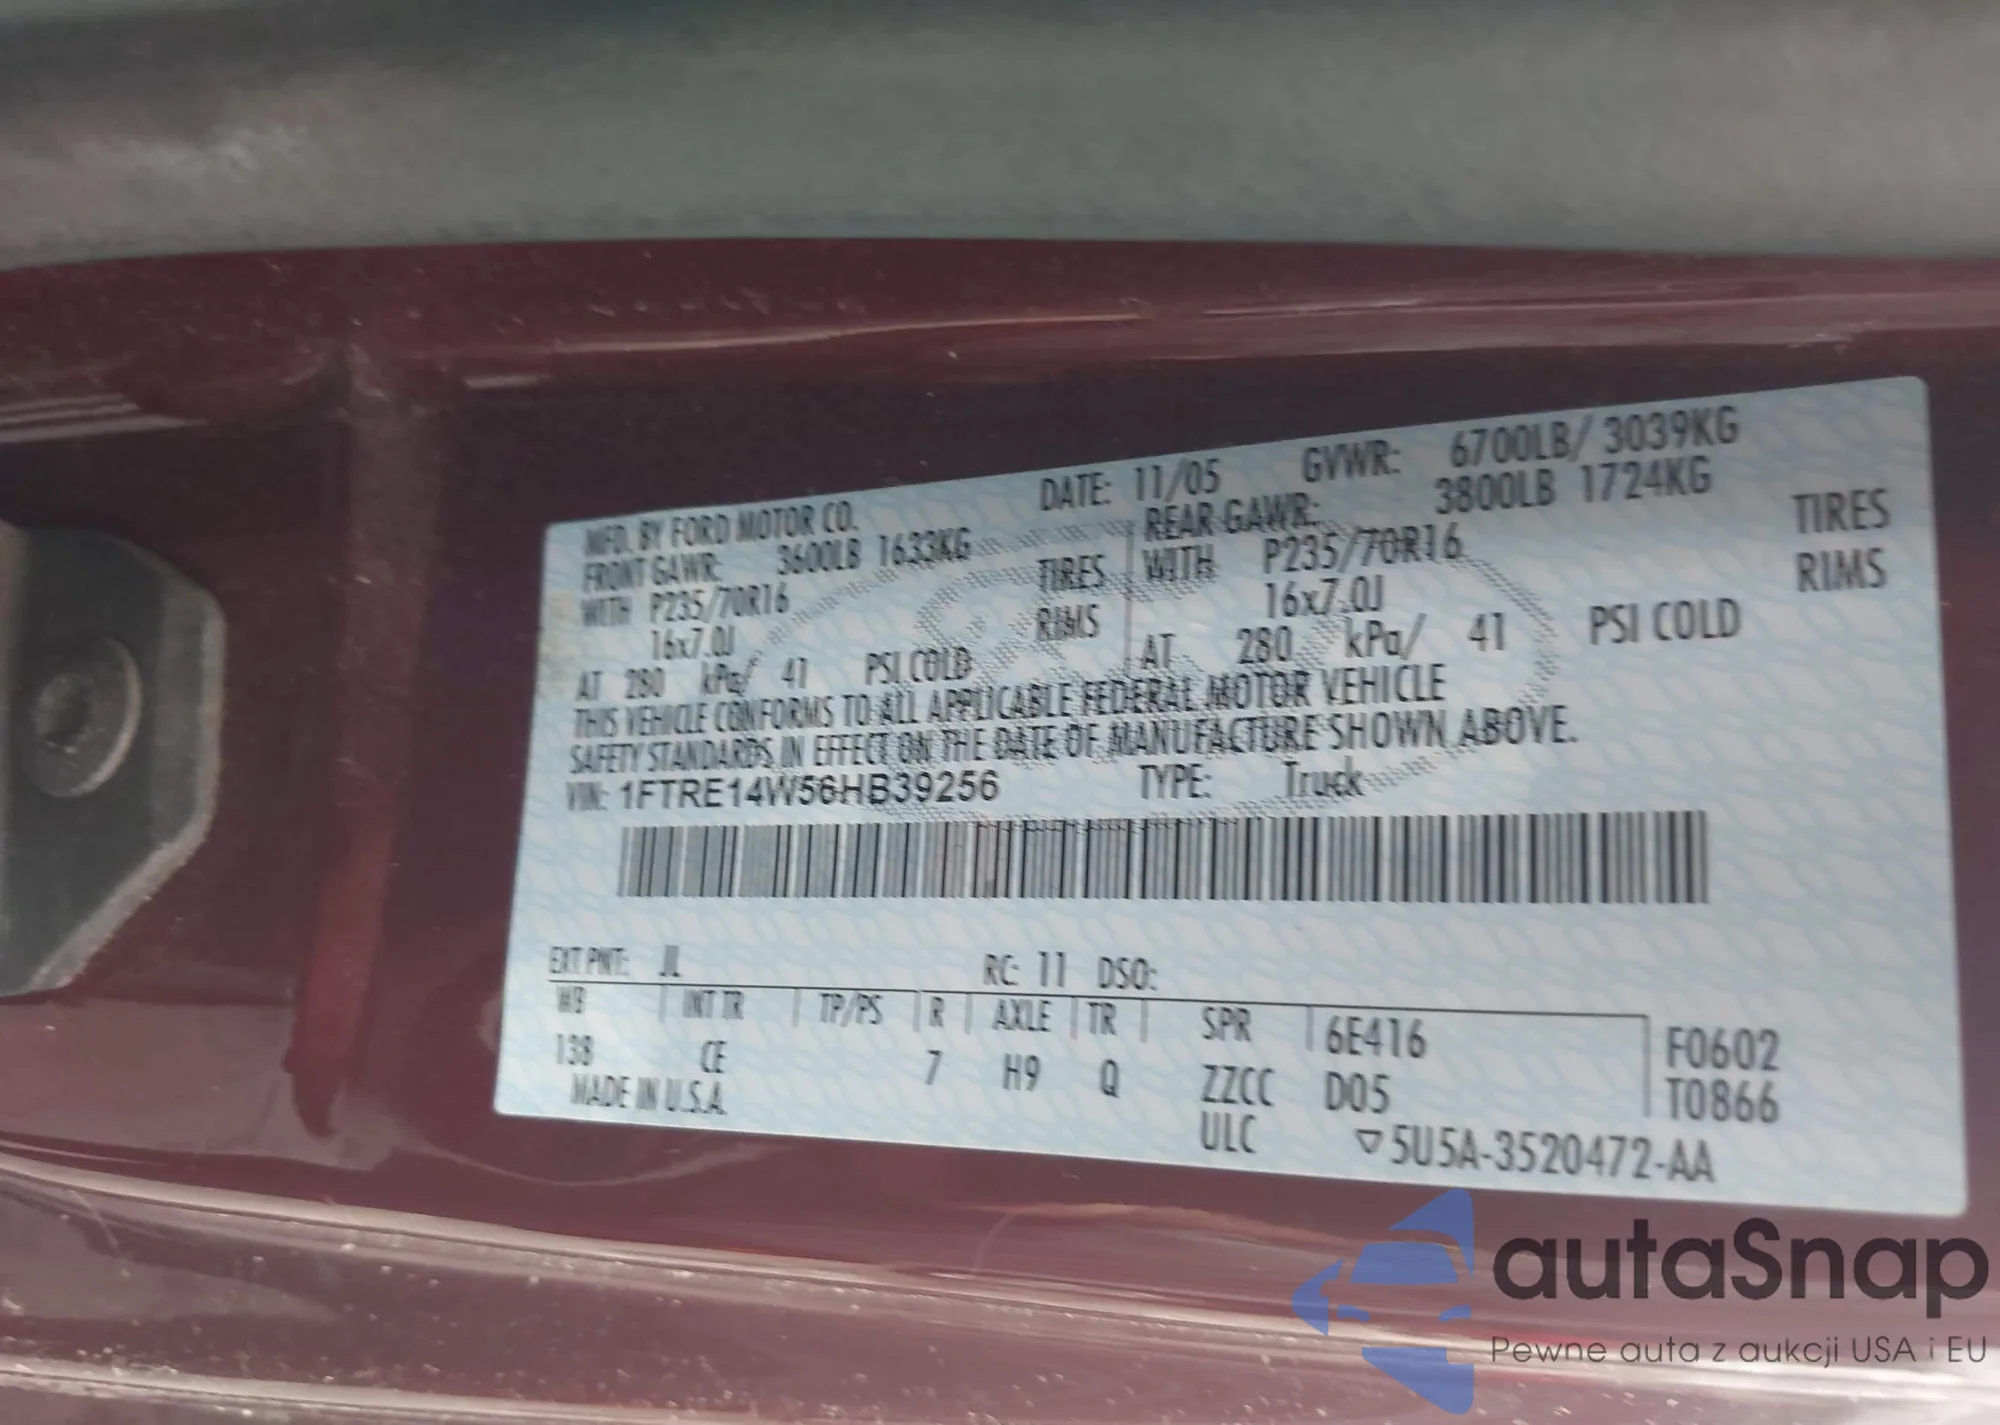 MFD. BY FORD MOTOR CO. DATE: 11/05 GVWR: 6700LB/ 3039KG
FRONT GAWR: 3600LB 1633KG REAR GAWR: 3800LB 1724KG
WITH P235/70R16 TIRES WITH P235/70R16 TIRES
16x7.0J RIMS 16x7.0J RIMS
AT 280 kPa/ 41 PSI COLD AT 280 kPa/ 41 PSI COLD
THIS VEHICLE CONFORMS TO ALL APPLICABLE FEDERAL MOTOR VEHICLE
SAFETY STANDARDS IN EFFECT ON THE DATE OF MANUFACTURE SHOWN ABOVE.
VIN: 1FTRE14W56HB39256 TYPE: Truck
EXT PNT: JL RC: 11 DSO:
WB INT TR TP/PS R AXLE TR SPR 6E416 F0602
138 CE 7 H9 Q ZZCC D05 T0866
MADE IN U.S.A. ULC ▽5U5A-3520472-AA
autaSnap
Pewne auta z aukcji USA i EU